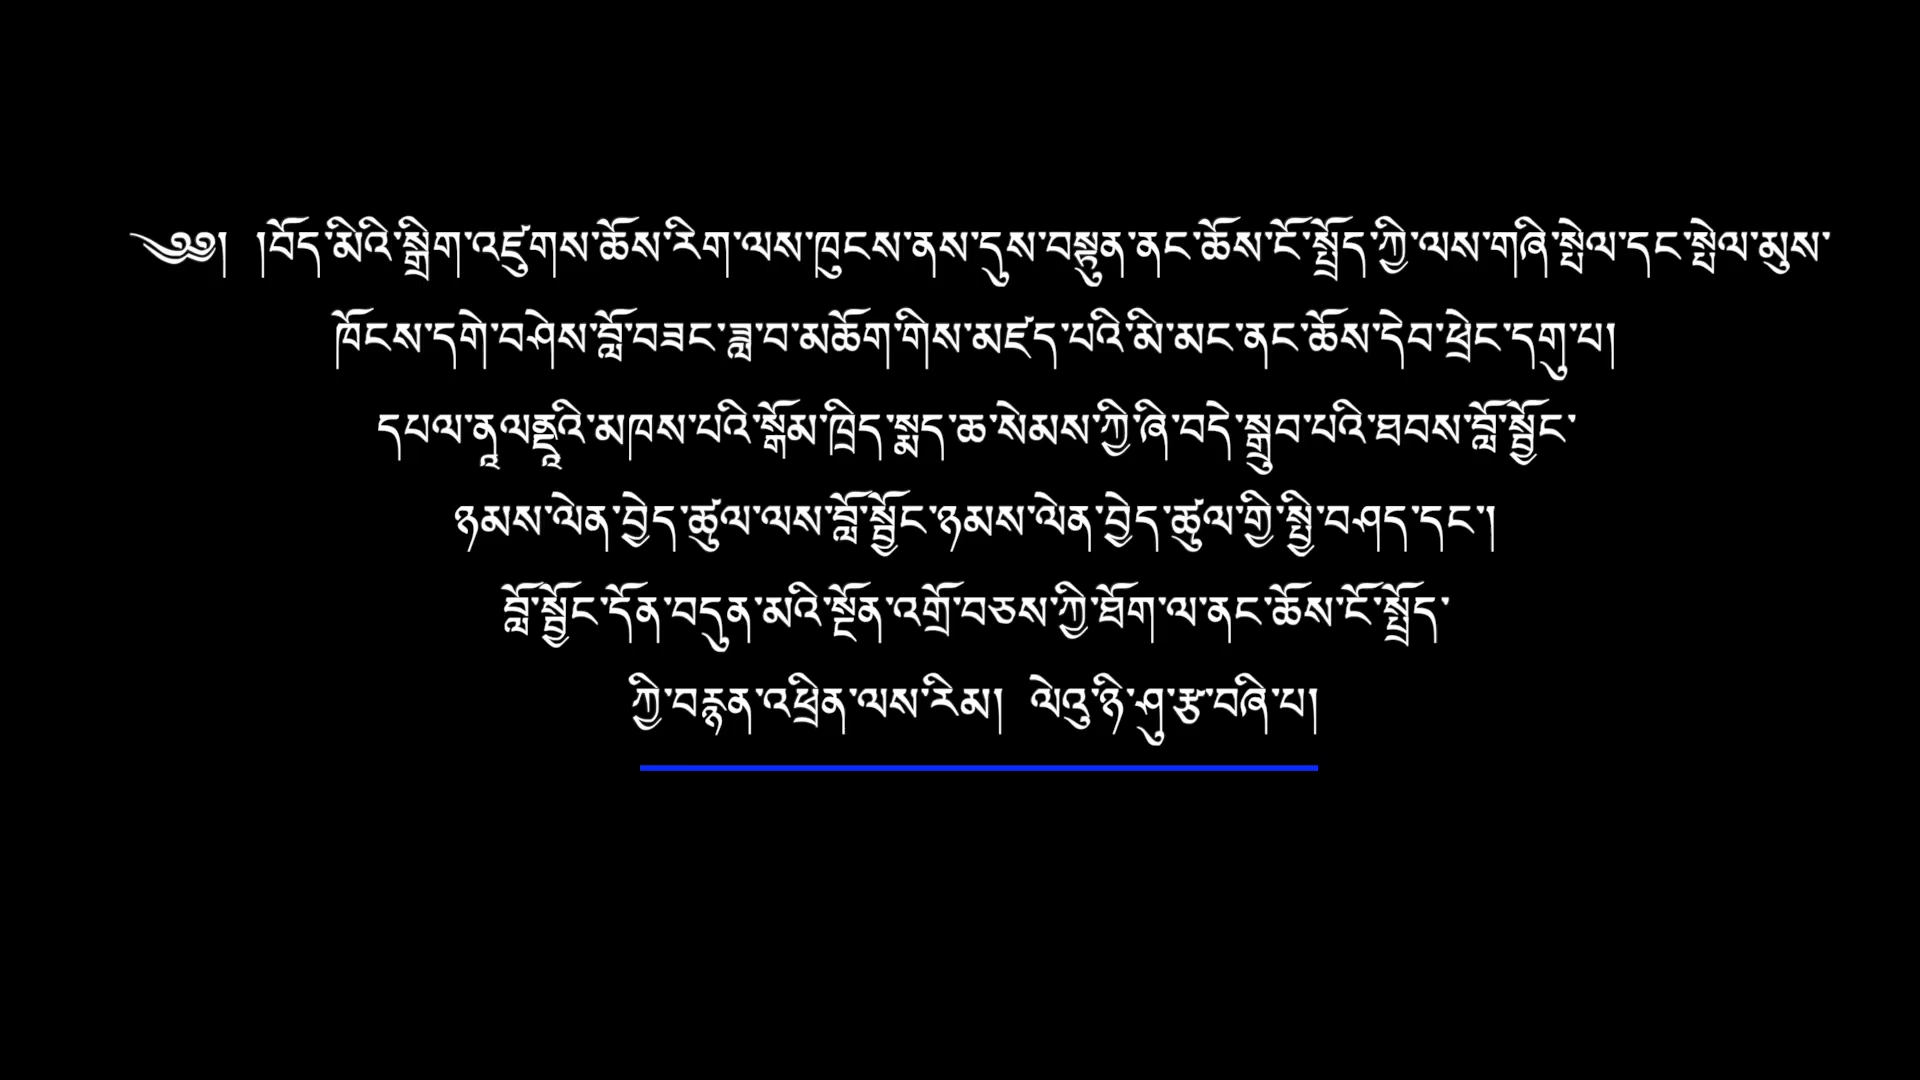 ༄༅། །བོད་མིའི་སྒྲིག་འཛུགས་ཆོས་རིག་ལས་ཁུངས་ནས་དུས་བསྟུན་ནང་ཆོས་ངོ་སྤྲོད་ཀྱི་ལས་གཞི་སྤེལ་དང་སྤེལ་མུས་
ཁོངས་དགེ་བཤེས་བློ་བཟང་ཟླ་བ་མཆོག་གིས་མཛད་པའི་མི་མང་ནང་ཆོས་དེབ་ཕྲེང་དགུ་པ།
དཔལ་ནཱལནྡཱའི་མཁས་པའི་སྒོམ་ཁྲིད་སྨད་ཆ་སེམས་ཀྱི་ཞི་བདེ་སྒྲུབ་པའི་ཐབས་བློ་སྦྱོང་
ཉམས་ལེན་བྱེད་ཚུལ་ལས་བློ་སྦྱོང་ཉམས་ལེན་བྱེད་ཚུལ་གྱི་སྤྱི་བཤད་དང་།
བློ་སྦྱོང་དོན་བདུན་མའི་སྔོན་འགྲོ་བཅས་ཀྱི་ཐོག་ལ་ནང་ཆོས་ངོ་སྤྲོད་
ཀྱི་བརྙན་འཕྲིན་ལས་རིམ། ལེའུ་ཉི་ཤུ་རྩ་བཞི་པ།